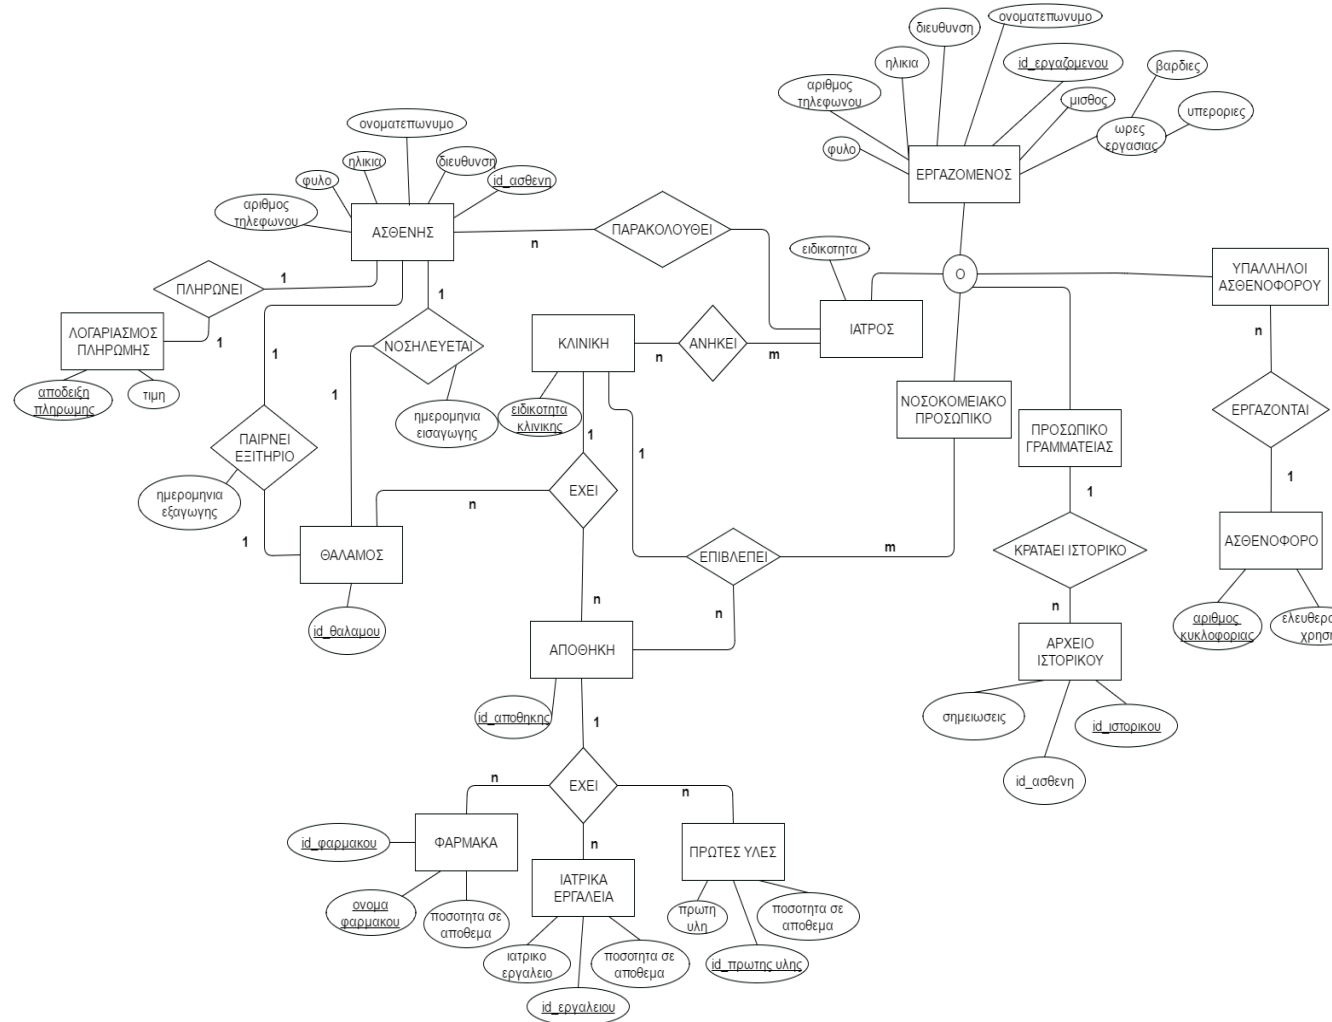 ονοματεπωνυμο
διευθυνση
ηλικια
id_εργαζομενου
βαρδιες
αριθμος
τηλεφωνου
μισθος
υπεροριες
ωρες
εργασιας
φυλο
ΕΡΓΑΖΟΜΕΝΟΣ
ονοματεπωνυμο
ηλικια
διευθυνση
φυλο
id_ασθενη
αριθμος
τηλεφωνου
ΑΣΘΕΝΗΣ
n
ΠΑΡΑΚΟΛΟΥΘΕΙ
ειδικοτητα
Ο
ΥΠΑΛΛΗΛΟΙ
ΑΣΘΕΝΟΦΟΡΟΥ
ΠΛΗΡΩΝΕΙ
1
1
1
ΛΟΓΑΡΙΑΣΜΟΣ
ΠΛΗΡΩΜΗΣ
αποδειξη
πληρωμης
τιμη
1
ΝΟΣΗΛΕΥΕΤΑΙ
1
ημερομηνια
εισαγωγης
ΚΛΙΝΙΚΗ
n
ΑΝΗΚΕΙ
m
ΙΑΤΡΟΣ
ειδικοτητα
κλινικης
ΝΟΣΟΚΟΜΕΙΑΚΟ
ΠΡΟΣΩΠΙΚΟ
ΠΡΟΣΩΠΙΚΟ
ΓΡΑΜΜΑΤΕΙΑΣ
n
ΕΡΓΑΖΟΝΤΑΙ
1
ΠΑΙΡΝΕΙ
ΕΞΙΤΗΡΙΟ
ημερομηνια
εξαγωγης
1
1
1
ΕΧΕΙ
n
n
1
ΚΡΑΤΑΕΙ ΙΣΤΟΡΙΚΟ
n
ΑΣΘΕΝΟΦΟΡΟ
αριθμος
κυκλοφοριας
ελευθερο
χρηση
ΘΑΛΑΜΟΣ
id_θαλαμου
ΕΠΙΒΛΕΠΕΙ
m
n
ΑΠΟΘΗΚΗ
id_αποθηκης
1
ΑΡΧΕΙΟ
ΙΣΤΟΡΙΚΟΥ
σημειωσεις
id_ιστορικου
id_ασθενη
n
ΕΧΕΙ
n
n
ΦΑΡΜΑΚΑ
id_φαρμακου
ονομα
φαρμακου
ποσοτητα σε
αποθεμα
ΙΑΤΡΙΚΑ
ΕΡΓΑΛΕΙΑ
ιατρικο
εργαλειο
id_εργαλειου
ποσοτητα σε
αποθεμα
ΠΡΩΤΕΣ ΥΛΕΣ
πρωτη
υλη
id_πρωτης υλης
ποσοτητα σε
αποθεμα